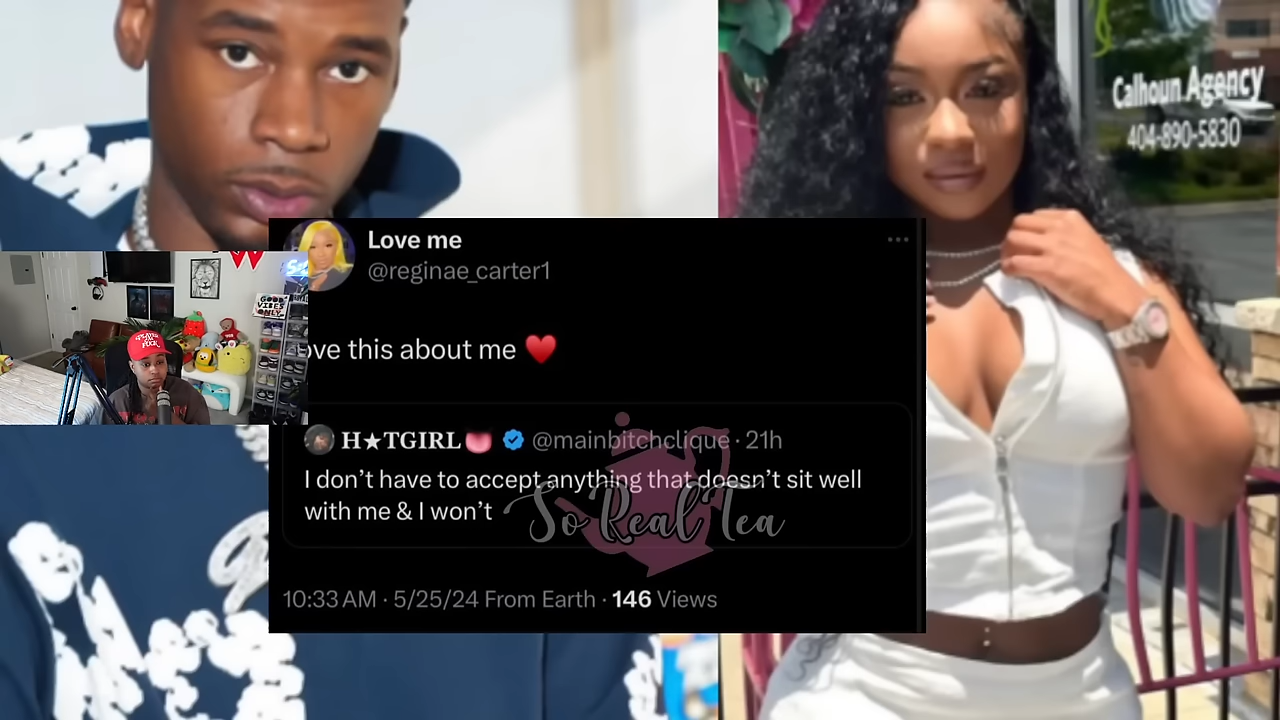 Calhoun Agency
404-890-5830
Love me
@reginae_carter1
ove this about me ❤️
H★TGIRL👅 @mainbitchclique · 21h
I don't have to accept anything that doesn't sit well
with me & I won't
So Real Tea
10:33 AM · 5/25/24 From Earth · 146 Views
GOOD
VIBES
ONLY